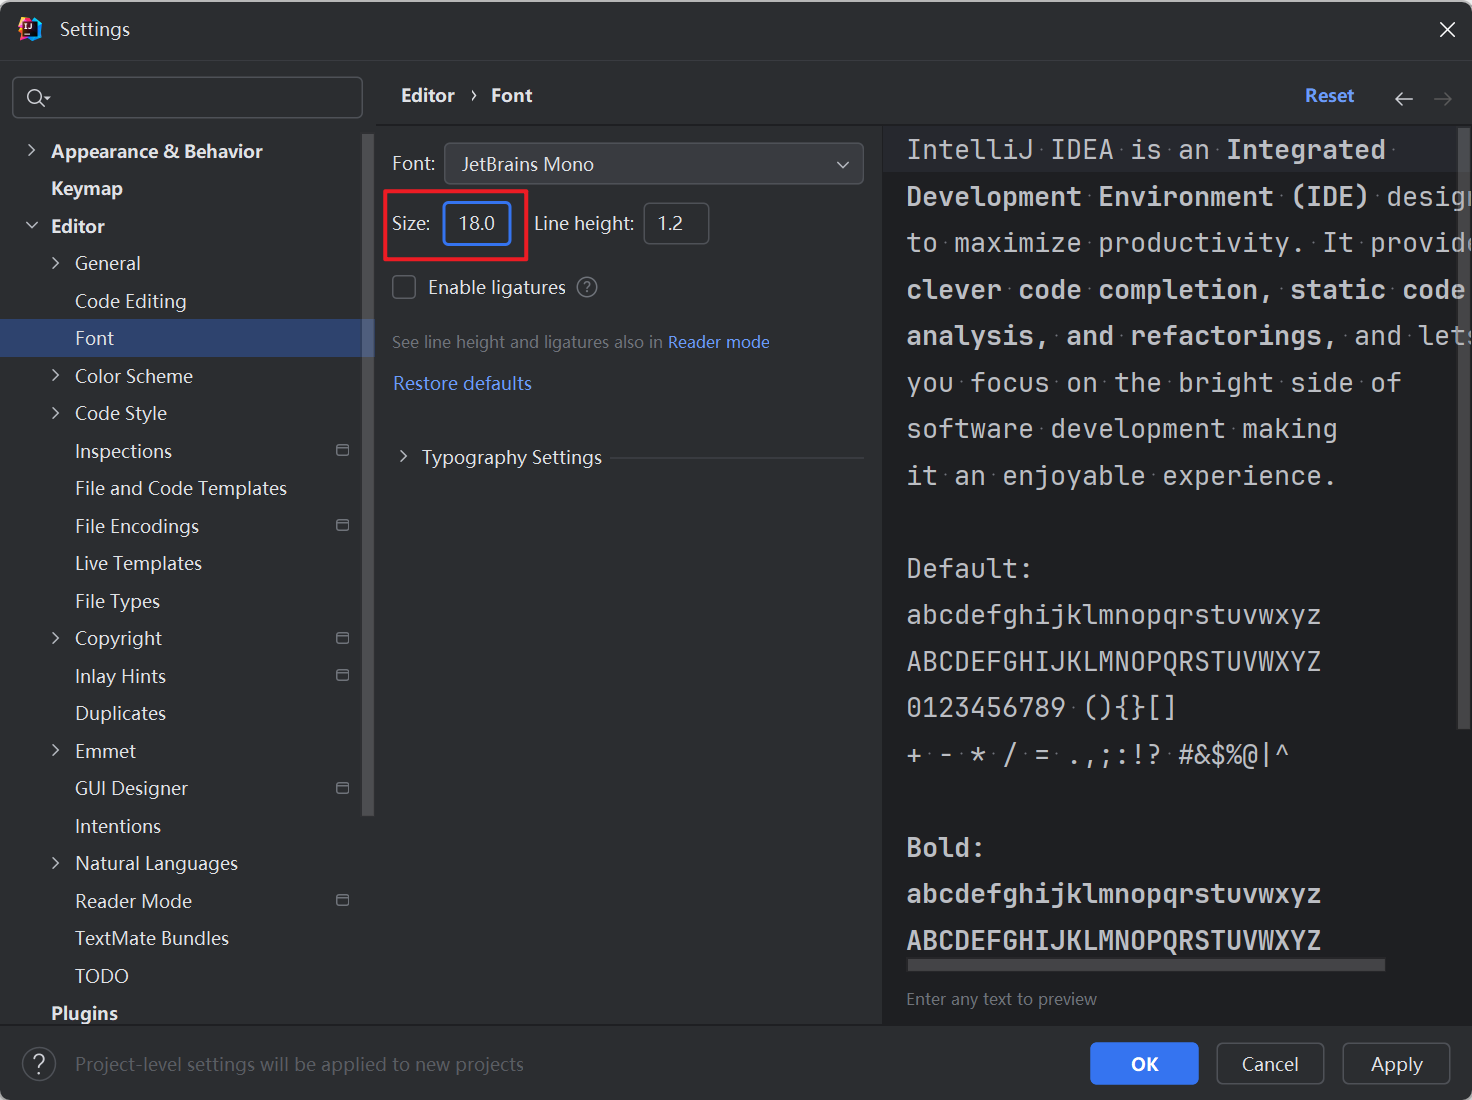 Settings
Appearance & Behavior
Keymap
Editor
General
Code Editing
Font
Color Scheme
Code Style
Inspections
File and Code Templates
File Encodings
Live Templates
File Types
Copyright
Inlay Hints
Duplicates
Emmet
GUI Designer
Intentions
Natural Languages
Reader Mode
TextMate Bundles
TODO
Plugins
Editor › Font
Reset
Font: JetBrains Mono
Size: 18.0 Line height: 1.2
Enable ligatures ?
See line height and ligatures also in Reader mode
Restore defaults
Typography Settings
IntelliJ IDEA is an Integrated
Development Environment (IDE) desig
to maximize productivity. It provid
clever code completion, static code
analysis, and refactorings, and lets
you focus on the bright side of
software development making
it an enjoyable experience.
Default:
abcdefghijklmnopqrstuvwxyz
ABCDEFGHIJKLMNOPQRSTUVWXYZ
0123456789 (){}[]
+ - * / = .,;:!? #&$%@|^
Bold:
abcdefghijklmnopqrstuvwxyz
ABCDEFGHIJKLMNOPQRSTUVWXYZ
Enter any text to preview
? Project-level settings will be applied to new projects
OK Cancel Apply